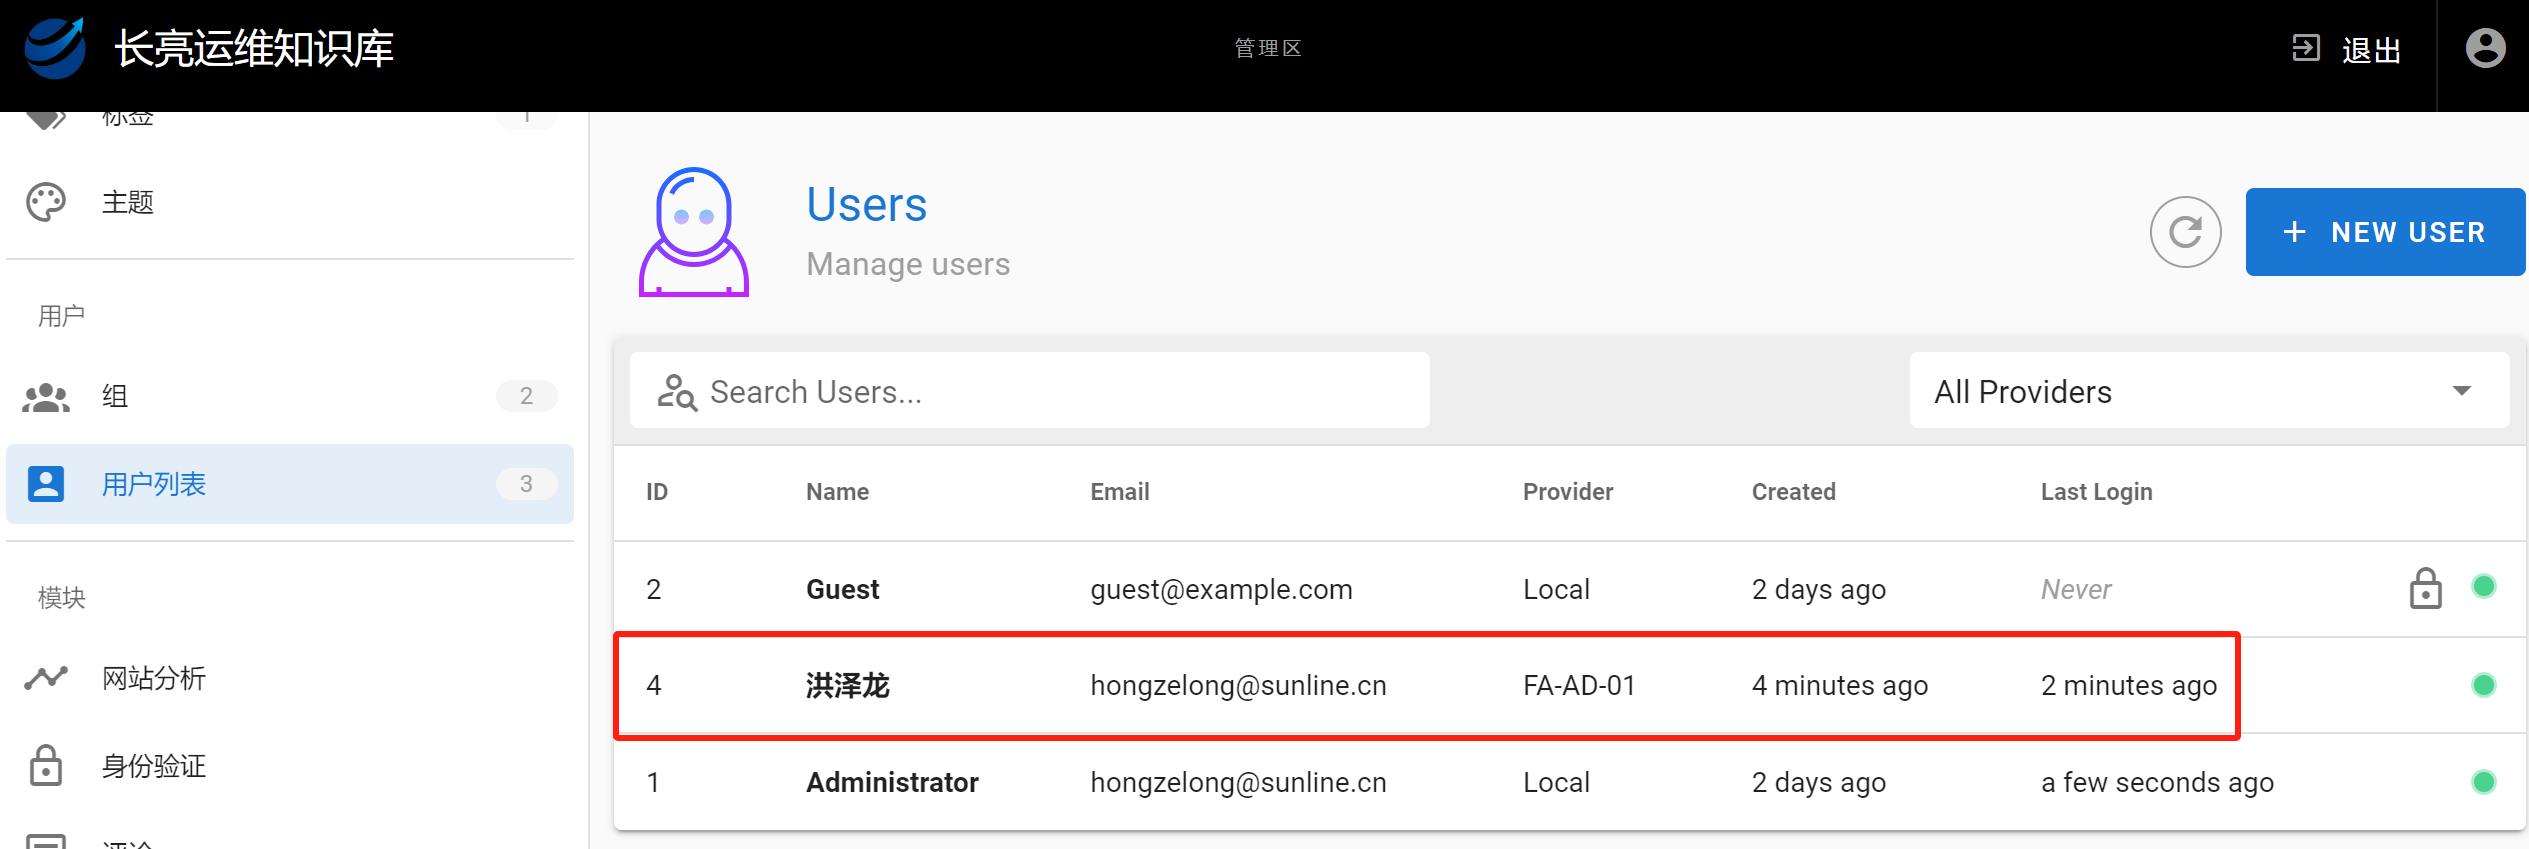 长亮运维知识库
管理区
退出
标签 1
主题
用户
组 2
用户列表 3
模块
网站分析
身份验证
评论
Users
Manage users
+ NEW USER
Search Users...
All Providers
ID Name Email Provider Created Last Login
2 Guest guest@example.com Local 2 days ago Never
4 洪泽龙 hongzelong@sunline.cn FA-AD-01 4 minutes ago 2 minutes ago
1 Administrator hongzelong@sunline.cn Local 2 days ago a few seconds ago